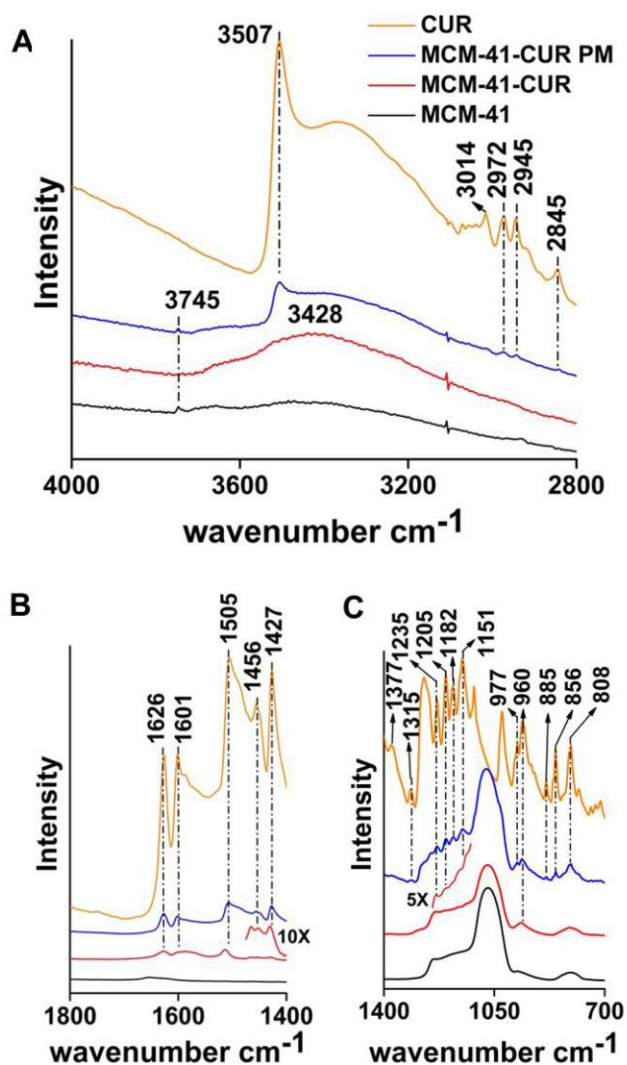 A
CUR
MCM-41-CUR PM
MCM-41-CUR
MCM-41
3507
3014
2972
2945
2845
3745
3428
Intensity
4000 3600 3200 2800
wavenumber cm-1
B
1626
1601
1505
1456
1427
10X
Intensity
1800 1600 1400
wavenumber cm-1
C
1377
1315
1235
1205
1182
1151
977
960
885
856
808
5X
Intensity
1400 1050 700
wavenumber cm-1